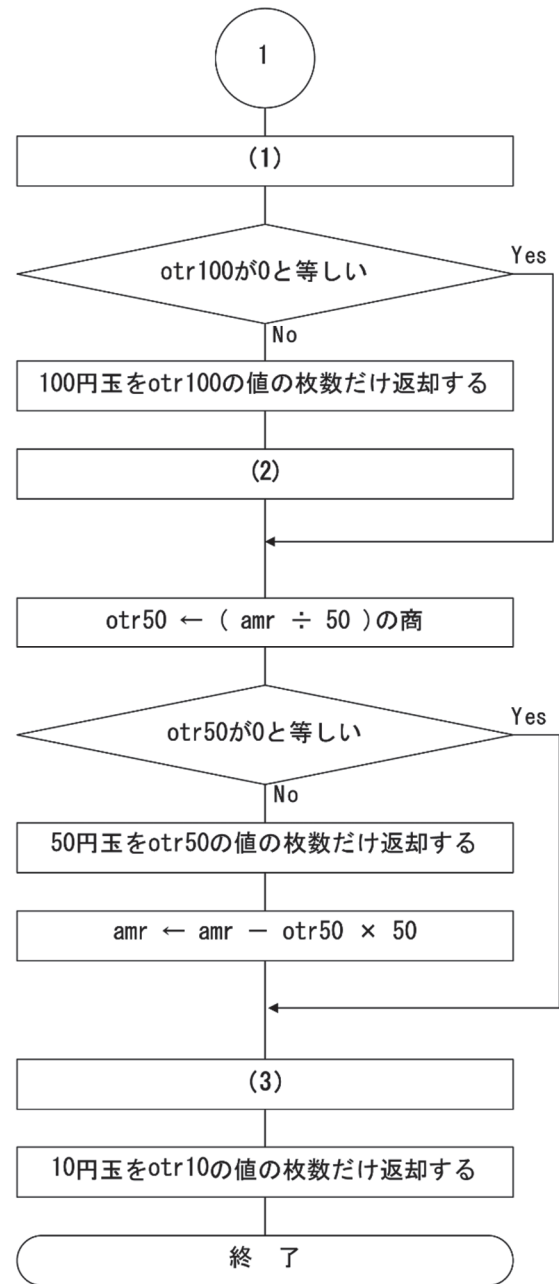 1
(1)
otr100が0と等しい
Yes
No
100円玉をotr100の値の枚数だけ返却する
(2)
otr50 ← ( amr ÷ 50 )の商
otr50が0と等しい
Yes
No
50円玉をotr50の値の枚数だけ返却する
amr ← amr － otr50 × 50
(3)
10円玉をotr10の値の枚数だけ返却する
終　了